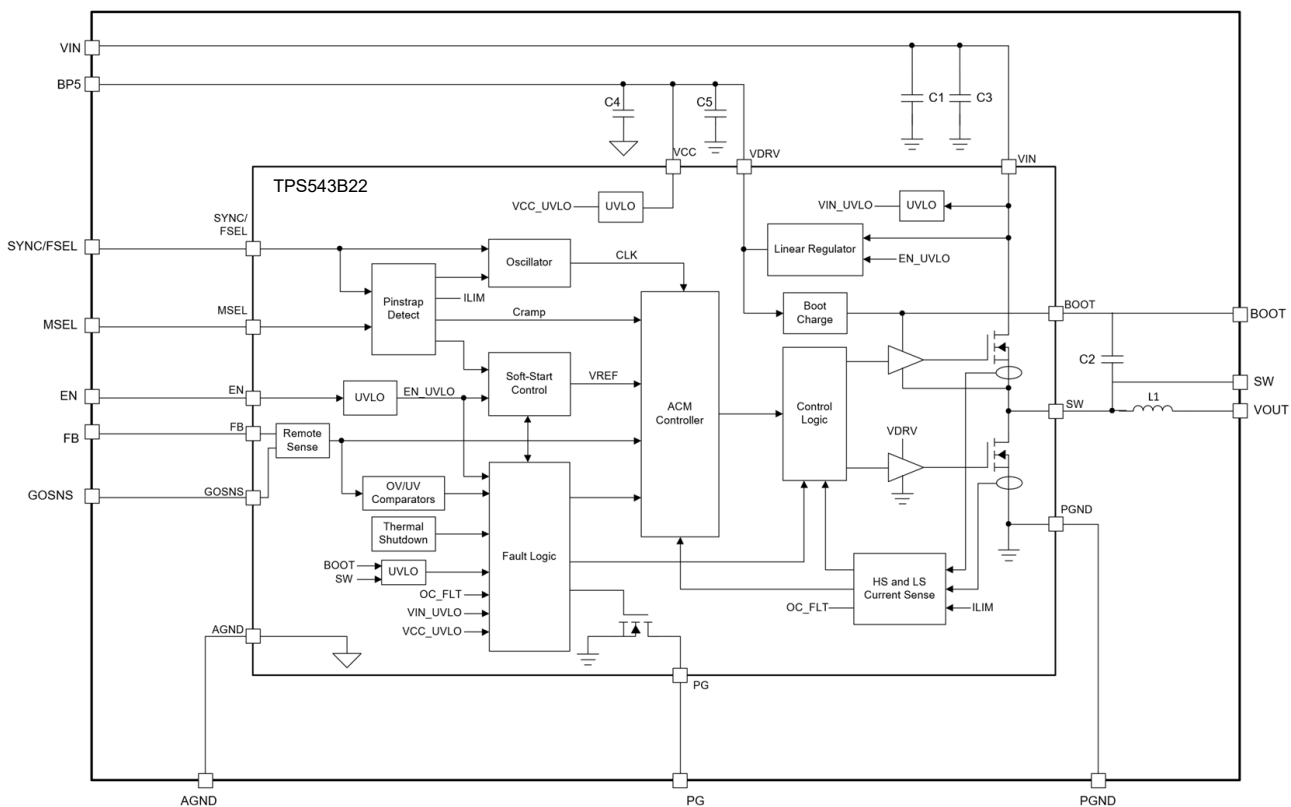 VIN
BP5
C4
C5
C1
C3
VCC
VDRV
VIN
TPS543B22
VCC_UVLO
UVLO
VIN_UVLO
UVLO
SYNC/
FSEL
SYNC/FSEL
Oscillator
CLK
Linear Regulator
EN_UVLO
Pinstrap
Detect
ILIM
MSEL
MSEL
Cramp
Boot
Charge
BOOT
BOOT
C2
Soft-Start
Control
VREF
ACM
Controller
Control
Logic
SW
EN
EN
UVLO
EN_UVLO
L1
SW
VOUT
FB
FB
Remote
Sense
VDRV
GOSNS
GOSNS
OV/UV
Comparators
Thermal
Shutdown
PGND
Fault Logic
BOOT
SW
UVLO
OC_FLT
VIN_UVLO
VCC_UVLO
HS and LS
Current Sense
OC_FLT
ILIM
AGND
PG
AGND
PG
PGND